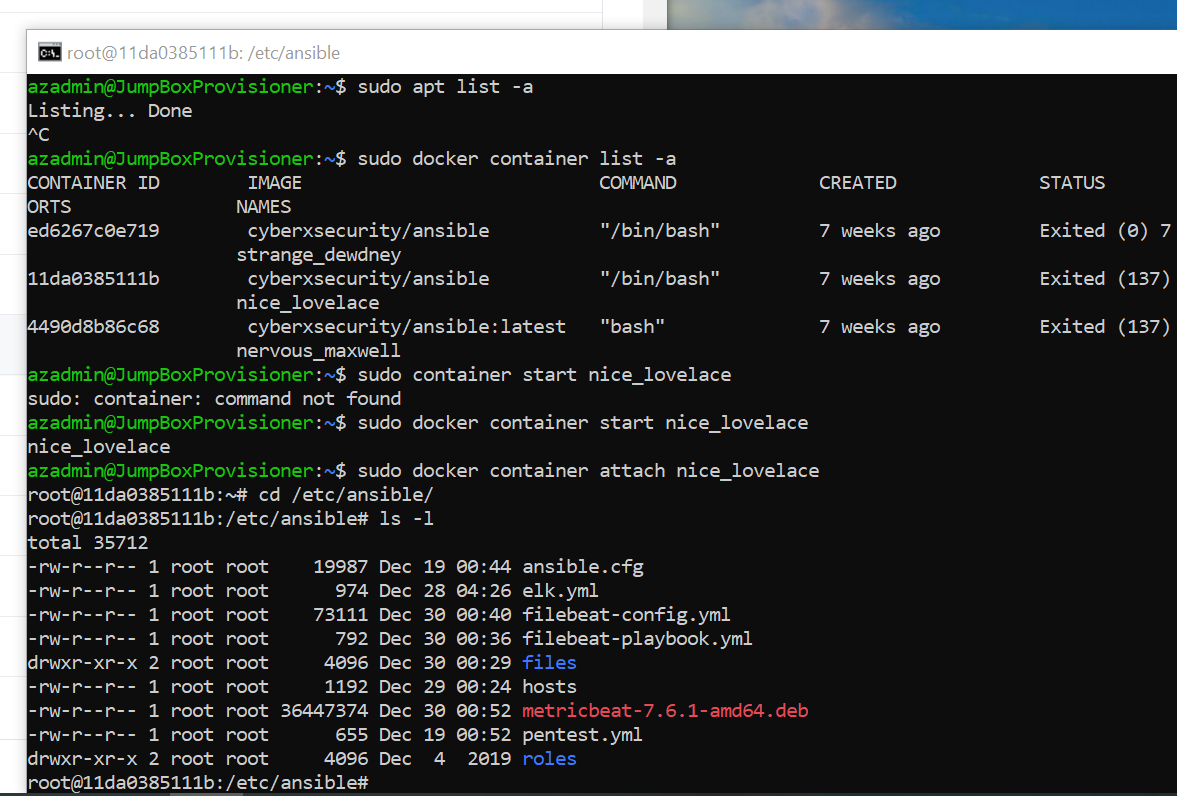 root@11da0385111b: /etc/ansible
azadmin@JumpBoxProvisioner:~$ sudo apt list -a
Listing... Done
^C
azadmin@JumpBoxProvisioner:~$ sudo docker container list -a
CONTAINER ID        IMAGE                           COMMAND             CREATED             STATUS
ORTS               NAMES
ed6267c0e719        cyberxsecurity/ansible          "/bin/bash"         7 weeks ago         Exited (0) 7
                   strange_dewdney
11da0385111b        cyberxsecurity/ansible          "/bin/bash"         7 weeks ago         Exited (137)
                   nice_lovelace
4490d8b86c68        cyberxsecurity/ansible:latest   "bash"              7 weeks ago         Exited (137)
                   nervous_maxwell
azadmin@JumpBoxProvisioner:~$ sudo container start nice_lovelace
sudo: container: command not found
azadmin@JumpBoxProvisioner:~$ sudo docker container start nice_lovelace
nice_lovelace
azadmin@JumpBoxProvisioner:~$ sudo docker container attach nice_lovelace
root@11da0385111b:~# cd /etc/ansible/
root@11da0385111b:/etc/ansible# ls -l
total 35712
-rw-r--r-- 1 root root    19987 Dec 19 00:44 ansible.cfg
-rw-r--r-- 1 root root      974 Dec 28 04:26 elk.yml
-rw-r--r-- 1 root root    73111 Dec 30 00:40 filebeat-config.yml
-rw-r--r-- 1 root root      792 Dec 30 00:36 filebeat-playbook.yml
drwxr-xr-x 2 root root     4096 Dec 30 00:29 files
-rw-r--r-- 1 root root     1192 Dec 29 00:24 hosts
-rw-r--r-- 1 root root 36447374 Dec 30 00:52 metricbeat-7.6.1-amd64.deb
-rw-r--r-- 1 root root      655 Dec 19 00:52 pentest.yml
drwxr-xr-x 2 root root     4096 Dec  4  2019 roles
root@11da0385111b:/etc/ansible#